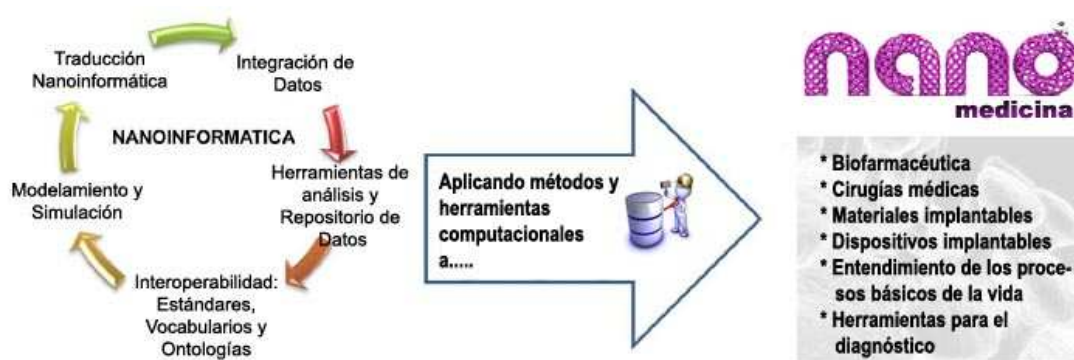 Traducción
Nanoinformática
Integración de
Datos
NANOINFORMATICA
Herramientas de
análisis y
Repositorio de
Datos
Interoperabilidad:
Estándares,
Vocabularios y
Ontologías
Modelamiento y
Simulación
Aplicando métodos y
herramientas
computacionales
a.....
nano
medicina
* Biofarmacéutica
* Cirugías médicas
* Materiales implantables
* Dispositivos implantables
* Entendimiento de los proce-
sos básicos de la vida
* Herramientas para el
diagnóstico